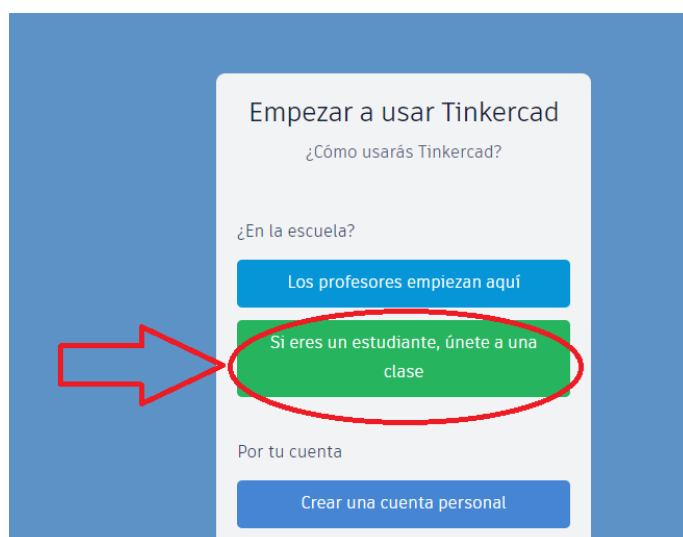 Empezar a usar Tinkercad
¿Cómo usarás Tinkercad?
¿En la escuela?
Los profesores empiezan aquí
Si eres un estudiante, únete a una
clase
Por tu cuenta
Crear una cuenta personal